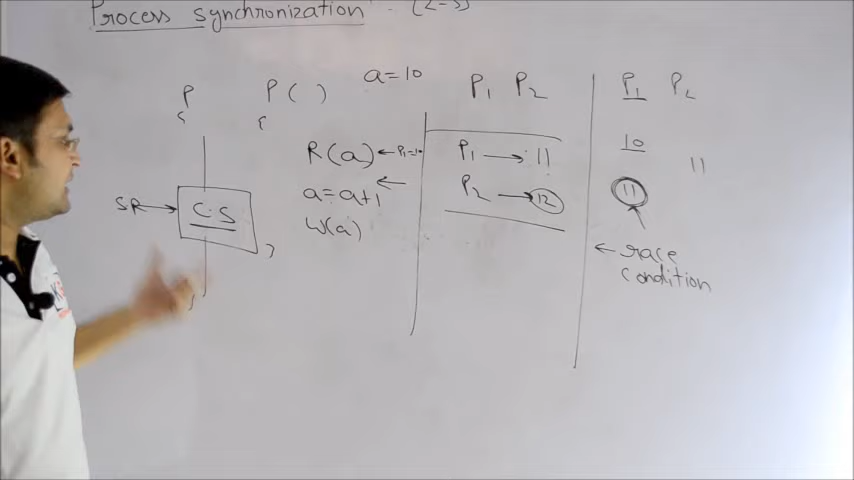 Process synchronization (2-3)
P
{
P ( )
{
a=10
R(a) ← P1=10
a=a+1 ←
W(a)
SR → C.S
}
P1 P2
P1 → 11
P2 → 12
P1 P2
10
11
11
← race
condition